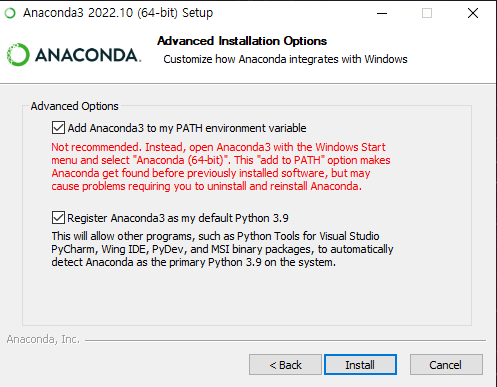 Anaconda3 2022.10 (64-bit) Setup
Advanced Installation Options
Customize how Anaconda integrates with Windows
ANACONDA.
Advanced Options
Add Anaconda3 to my PATH environment variable
Not recommended. Instead, open Anaconda3 with the Windows Start
menu and select "Anaconda (64-bit)". This "add to PATH" option makes
Anaconda get found before previously installed software, but may
cause problems requiring you to uninstall and reinstall Anaconda.
Register Anaconda3 as my default Python 3.9
This will allow other programs, such as Python Tools for Visual Studio
PyCharm, Wing IDE, PyDev, and MSI binary packages, to automatically
detect Anaconda as the primary Python 3.9 on the system.
Anaconda, Inc.
< Back
Install
Cancel